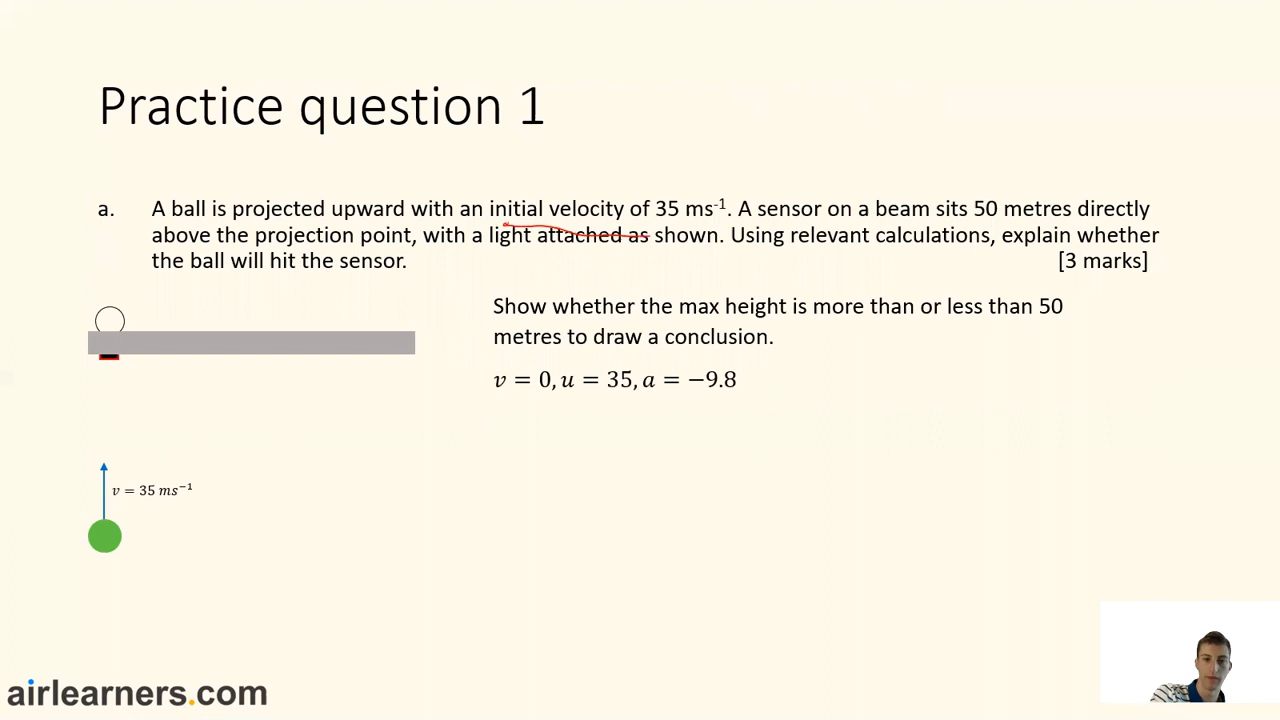 Practice question 1
a. A ball is projected upward with an initial velocity of 35 ms⁻¹. A sensor on a beam sits 50 metres directly
above the projection point, with a light attached as shown. Using relevant calculations, explain whether
the ball will hit the sensor. [3 marks]
Show whether the max height is more than or less than 50
metres to draw a conclusion.
v = 0, u = 35, a = −9.8
v = 35 ms⁻¹
airlearners.com